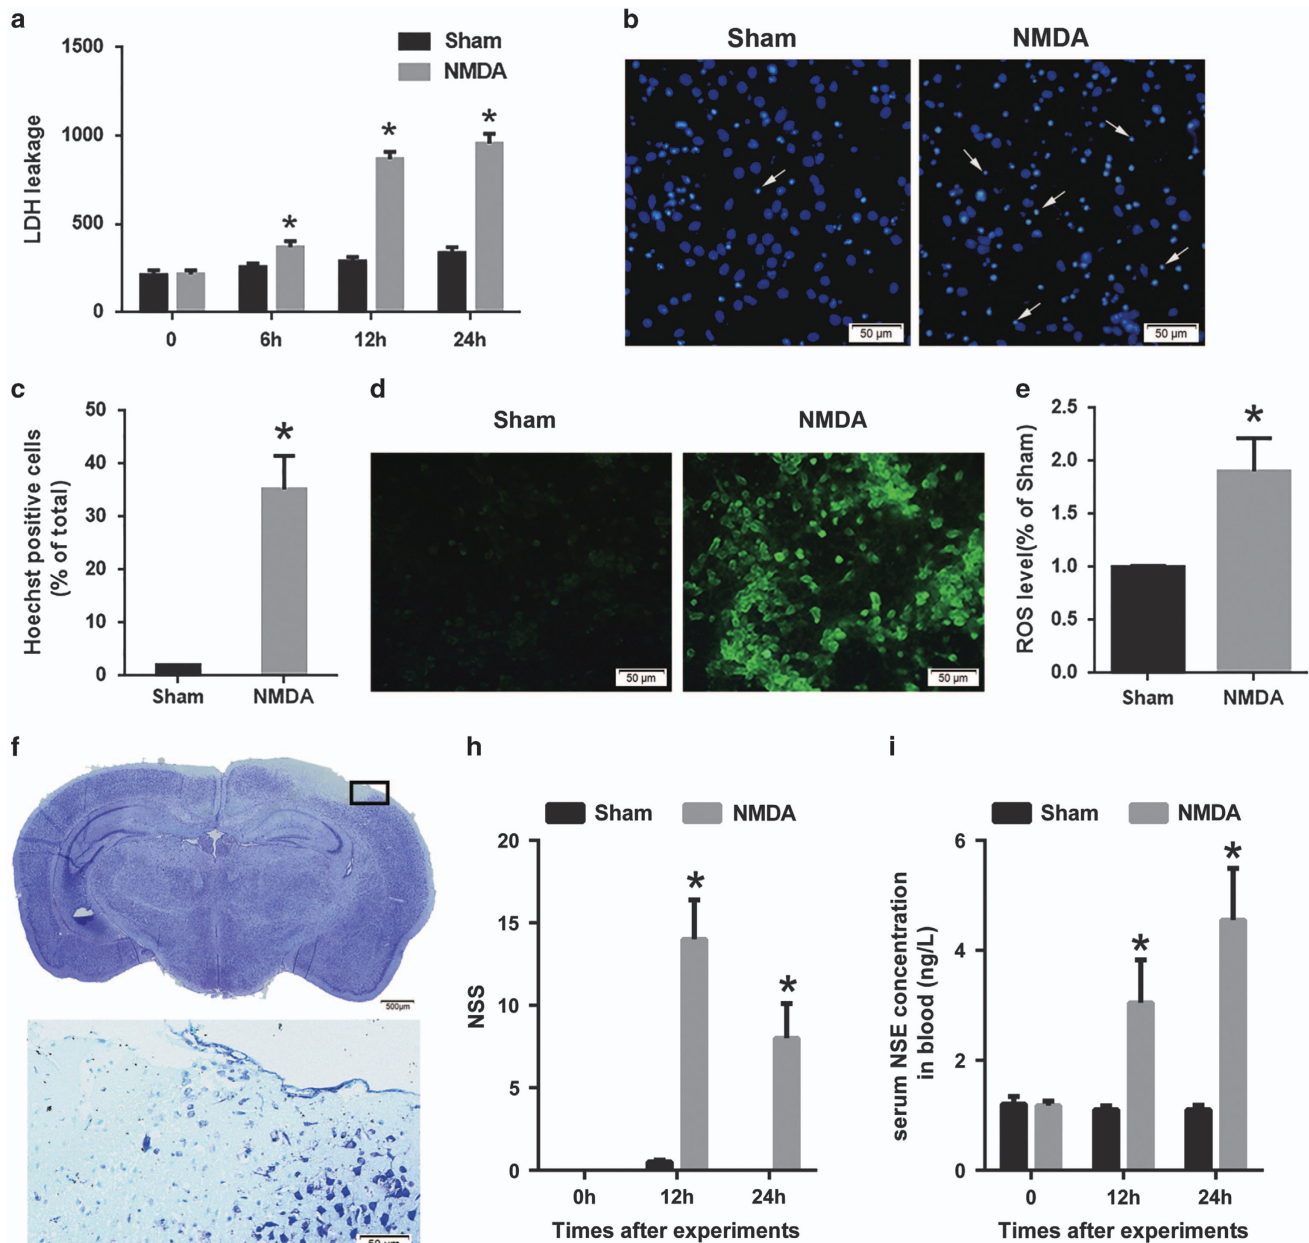 a
1500
1000
500
0
LDH leakage
Sham
NMDA
*
*
*
0 6h 12h 24h
b
Sham NMDA
50 µm
50 µm
c
50
40
30
20
10
0
Hoechst positive cells
(% of total)
*
Sham NMDA
d
Sham NMDA
50 µm
50 µm
e
2.5
2.0
1.5
1.0
0.5
0.0
ROS level(% of Sham)
*
Sham NMDA
f
500µm
50 µm
h
Sham NMDA
20
15
10
5
0
NSS
*
*
0h 12h 24h
Times after experiments
i
Sham NMDA
6
4
2
0
serum NSE concentration
in blood (ng/L)
*
*
0 12h 24h
Times after experiments